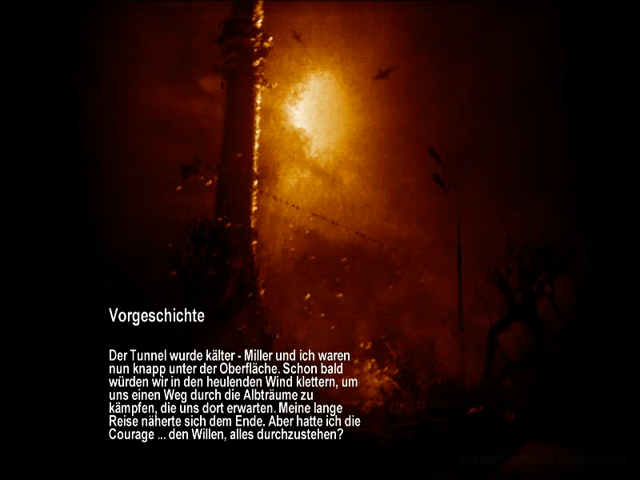 Vorgeschichte
Der Tunnel wurde kälter - Miller und ich waren
nun knapp unter der Oberfläche. Schon bald
würden wir in den heulenden Wind klettern, um
uns einen Weg durch die Albträume zu
kämpfen, die uns dort erwarten. Meine lange
Reise näherte sich dem Ende. Aber hatte ich die
Courage ... den Willen, alles durchzustehen?